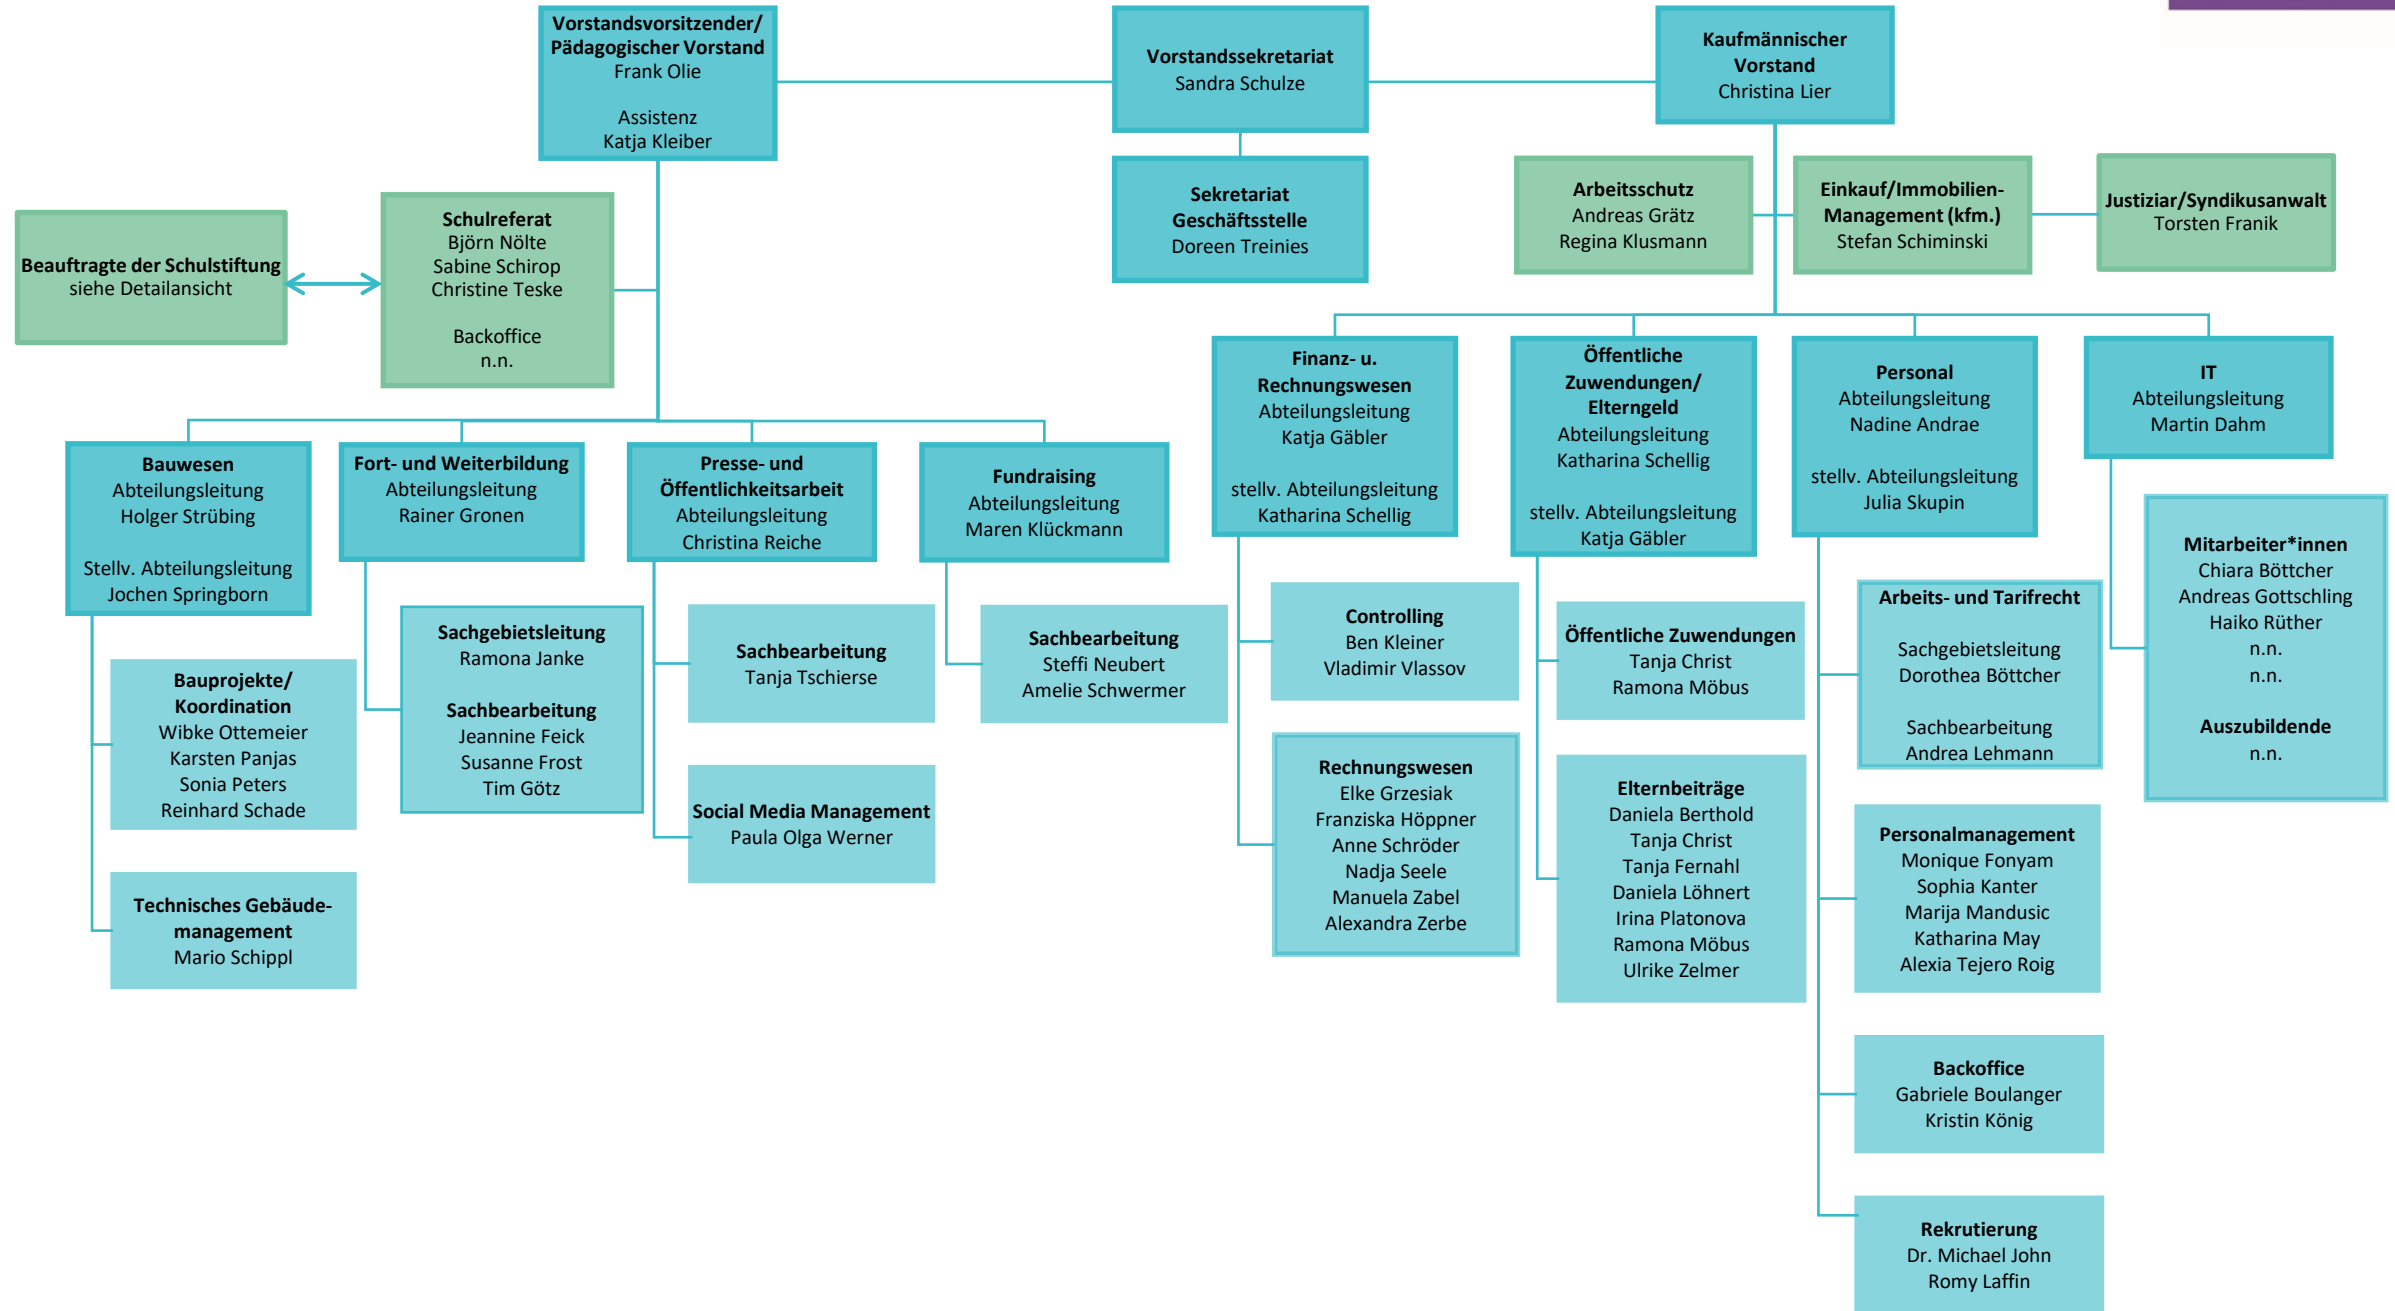 Vorstandsvorsitzender/
Pädagogischer Vorstand
Frank Olie
Assistenz
Katja Kleiber
Vorstandssekretariat
Sandra Schulze
Kaufmännischer
Vorstand
Christina Lier
Sekretariat
Geschäftsstelle
Doreen Treinies
Arbeitsschutz
Andreas Grätz
Regina Klusmann
Einkauf/Immobilien-
Management (kfm.)
Stefan Schiminski
Justiziar/Syndikusanwalt
Torsten Franik
Beauftragte der Schulstiftung
siehe Detailansicht
Schulreferat
Björn Nölte
Sabine Schirop
Christine Teske
Backoffice
n.n.
Bauwesen
Abteilungsleitung
Holger Strübing
Stellv. Abteilungsleitung
Jochen Springborn
Fort- und Weiterbildung
Abteilungsleitung
Rainer Gronen
Presse- und
Öffentlichkeitsarbeit
Abteilungsleitung
Christina Reiche
Fundraising
Abteilungsleitung
Maren Klückmann
Finanz- u.
Rechnungswesen
Abteilungsleitung
Katja Gäbler
stellv. Abteilungsleitung
Katharina Schellig
Öffentliche
Zuwendungen/
Elterngeld
Abteilungsleitung
Katharina Schellig
stellv. Abteilungsleitung
Katja Gäbler
Personal
Abteilungsleitung
Nadine Andrae
stellv. Abteilungsleitung
Julia Skupin
IT
Abteilungsleitung
Martin Dahm
Bauprojekte/
Koordination
Wibke Ottemeier
Karsten Panjas
Sonia Peters
Reinhard Schade
Technisches Gebäude-
management
Mario Schippl
Sachgebietsleitung
Ramona Janke
Sachbearbeitung
Jeannine Feick
Susanne Frost
Tim Götz
Sachbearbeitung
Tanja Tschierse
Social Media Management
Paula Olga Werner
Sachbearbeitung
Steffi Neubert
Amelie Schwermer
Controlling
Ben Kleiner
Vladimir Vlassov
Rechnungswesen
Elke Grzesiak
Franziska Höppner
Anne Schröder
Nadja Seele
Manuela Zabel
Alexandra Zerbe
Öffentliche Zuwendungen
Tanja Christ
Ramona Möbus
Elternbeiträge
Daniela Berthold
Tanja Christ
Tanja Fernahl
Daniela Löhnert
Irina Platonova
Ramona Möbus
Ulrike Zelmer
Arbeits- und Tarifrecht
Sachgebietsleitung
Dorothea Böttcher
Sachbearbeitung
Andrea Lehmann
Personalmanagement
Monique Fonyam
Sophia Kanter
Marija Mandusic
Katharina May
Alexia Tejero Roig
Backoffice
Gabriele Boulanger
Kristin König
Rekrutierung
Dr. Michael John
Romy Laffin
Mitarbeiter*innen
Chiara Böttcher
Andreas Gottschling
Haiko Rüther
n.n.
n.n.
Auszubildende
n.n.